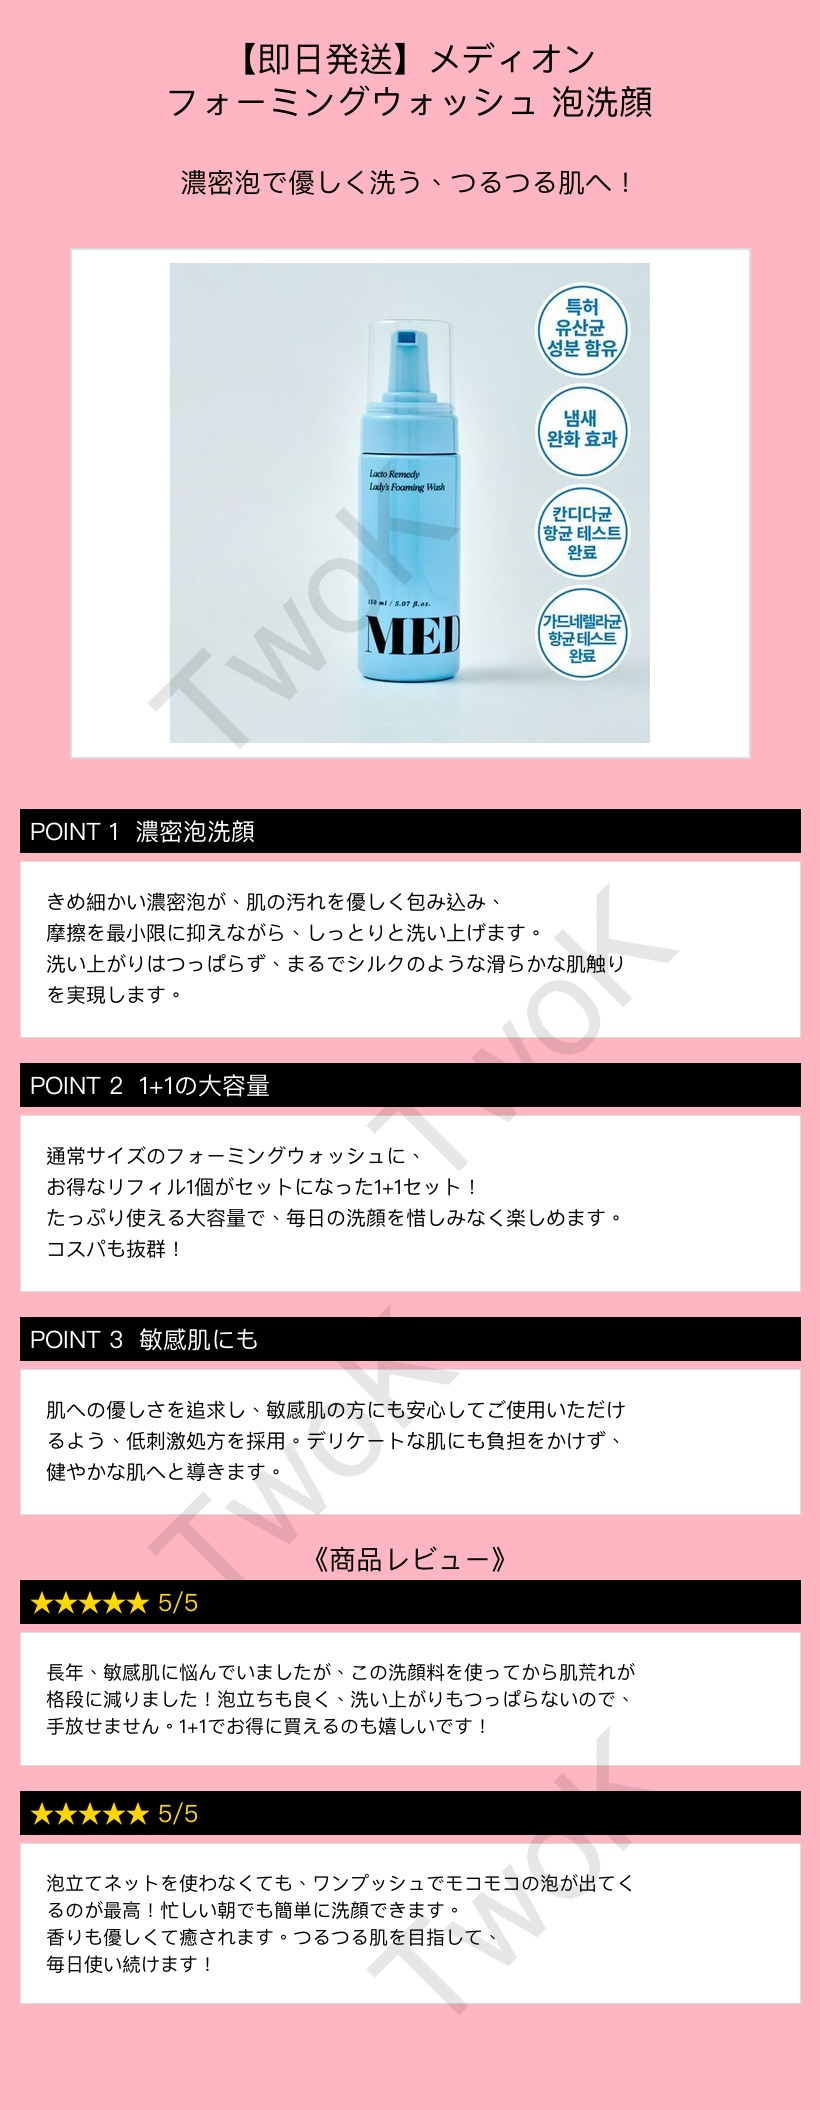 【即日発送】メディオン
フォーミングウォッシュ 泡洗顔
濃密泡で優しく洗う、つるつる肌へ！
특허
유산균
성분 함유
냄새
완화 효과
칸디다균
항균 테스트
완료
가드네렐라균
항균 테스트
완료
Lacto Remedy
Lady's Foaming Wash
150 ml / 5.07 fl.oz.
MED
TwoK
POINT 1 濃密泡洗顔
きめ細かい濃密泡が、肌の汚れを優しく包み込み、
摩擦を最小限に抑えながら、しっとりと洗い上げます。
洗い上がりはつっぱらず、まるでシルクのような滑らかな肌触り
を実現します。
TwoK
POINT 2 1+1の大容量
通常サイズのフォーミングウォッシュに、
お得なリフィル1個がセットになった1+1セット！
たっぷり使える大容量で、毎日の洗顔を惜しみなく楽しめます。
コスパも抜群！
POINT 3 敏感肌にも
肌への優しさを追求し、敏感肌の方にも安心してご使用いただけ
るよう、低刺激処方を採用。デリケートな肌にも負担をかけず、
健やかな肌へと導きます。
TwoK
《商品レビュー》
★★★★★ 5/5
長年、敏感肌に悩んでいましたが、この洗顔料を使ってから肌荒れが
格段に減りました！泡立ちも良く、洗い上がりもつっぱらないので、
手放せません。1+1でお得に買えるのも嬉しいです！
★★★★★ 5/5
泡立てネットを使わなくても、ワンプッシュでモコモコの泡が出てく
るのが最高！忙しい朝でも簡単に洗顔できます。
香りも優しくて癒されます。つるつる肌を目指して、
毎日使い続けます！
TwoK